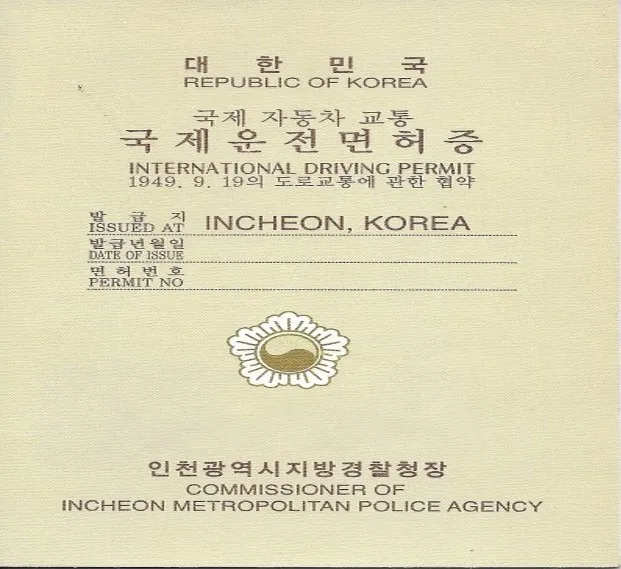 대 한 민 국
REPUBLIC OF KOREA
국제 자동차 교통
국 제 운 전 면 허 증
INTERNATIONAL DRIVING PERMIT
1949. 9. 19의 도로교통에 관한 협약
발 급 지
ISSUED AT INCHEON, KOREA
발급년월일
DATE OF ISSUE
면 허 번 호
PERMIT NO
인천광역시지방경찰청장
COMMISSIONER OF
INCHEON METROPOLITAN POLICE AGENCY